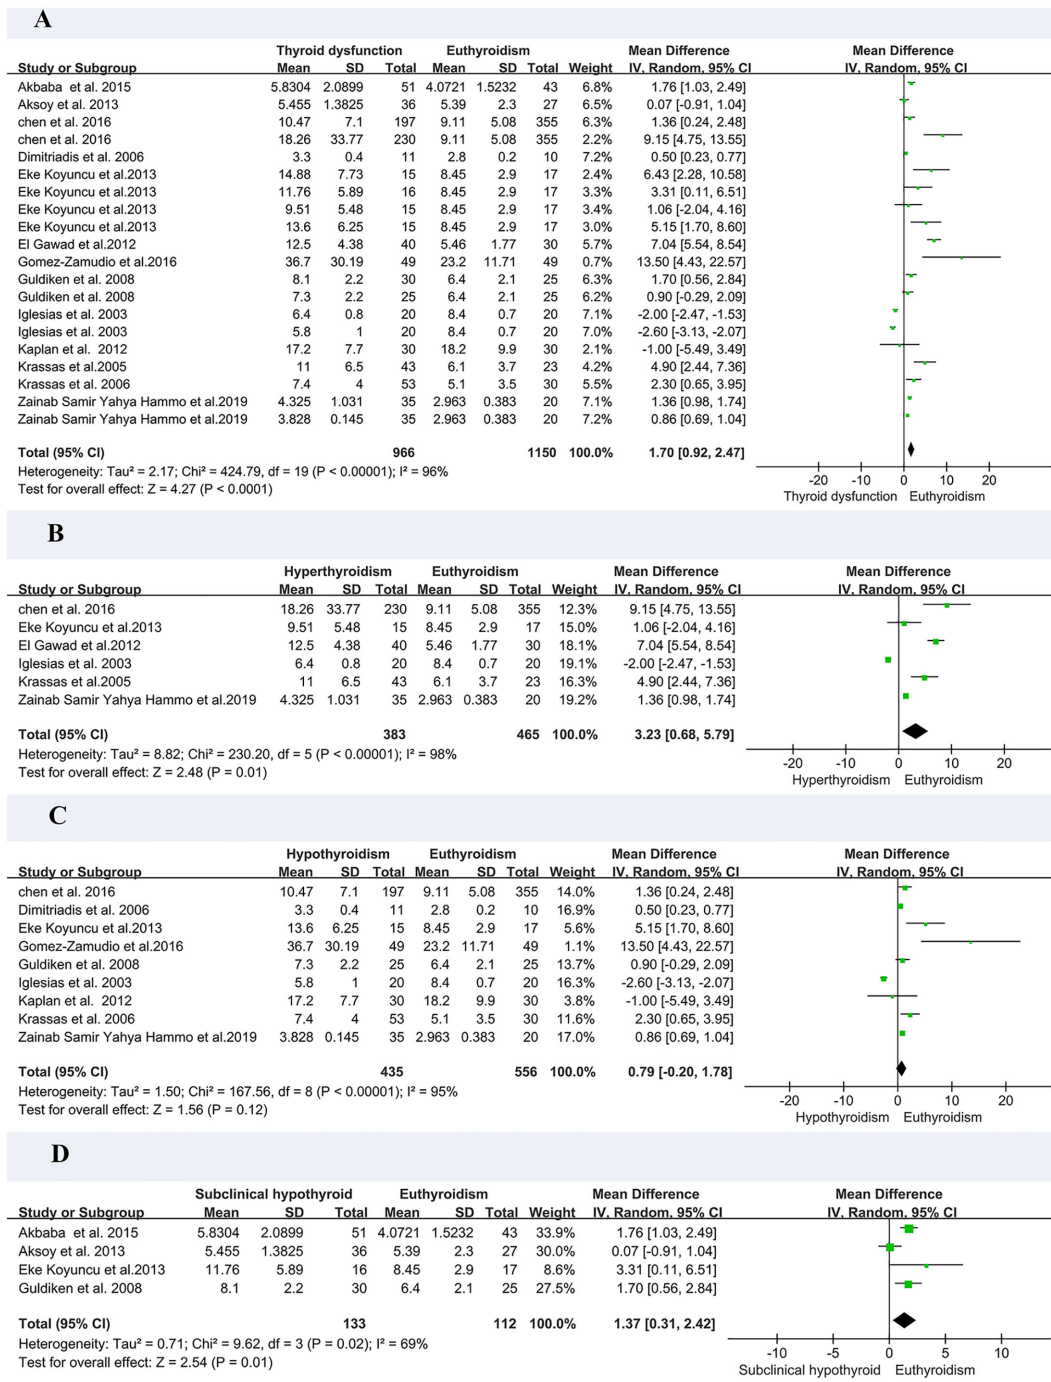 A
Thyroid dysfunction Euthyroidism Mean Difference Mean Difference
Study or Subgroup Mean SD Total Mean SD Total Weight IV, Random, 95% CI IV, Random, 95% CI
Akbaba et al. 2015 5.8304 2.0899 51 4.0721 1.5232 43 6.8% 1.76 [1.03, 2.49]
Aksoy et al. 2013 5.455 1.3825 36 5.39 2.3 27 6.5% 0.07 [-0.91, 1.04]
chen et al. 2016 10.47 7.1 197 9.11 5.08 355 6.3% 1.36 [0.24, 2.48]
chen et al. 2016 18.26 33.77 230 9.11 5.08 355 2.2% 9.15 [4.75, 13.55]
Dimitriadis et al. 2006 3.3 0.4 11 2.8 0.2 10 7.2% 0.50 [0.23, 0.77]
Eke Koyuncu et al.2013 14.88 7.73 15 8.45 2.9 17 2.4% 6.43 [2.28, 10.58]
Eke Koyuncu et al.2013 11.76 5.89 16 8.45 2.9 17 3.3% 3.31 [0.11, 6.51]
Eke Koyuncu et al.2013 9.51 5.48 15 8.45 2.9 17 3.4% 1.06 [-2.04, 4.16]
Eke Koyuncu et al.2013 13.6 6.25 15 8.45 2.9 17 3.0% 5.15 [1.70, 8.60]
El Gawad et al.2012 12.5 4.38 40 5.46 1.77 30 5.7% 7.04 [5.54, 8.54]
Gomez-Zamudio et al.2016 36.7 30.19 49 23.2 11.71 49 0.7% 13.50 [4.43, 22.57]
Guldiken et al. 2008 8.1 2.2 30 6.4 2.1 25 6.3% 1.70 [0.56, 2.84]
Guldiken et al. 2008 7.3 2.2 25 6.4 2.1 25 6.2% 0.90 [-0.29, 2.09]
Iglesias et al. 2003 6.4 0.8 20 8.4 0.7 20 7.1% -2.00 [-2.47, -1.53]
Iglesias et al. 2003 5.8 1 20 8.4 0.7 20 7.0% -2.60 [-3.13, -2.07]
Kaplan et al. 2012 17.2 7.7 30 18.2 9.9 30 2.1% -1.00 [-5.49, 3.49]
Krassas et al.2005 11 6.5 43 6.1 3.7 23 4.2% 4.90 [2.44, 7.36]
Krassas et al. 2006 7.4 4 53 5.1 3.5 30 5.5% 2.30 [0.65, 3.95]
Zainab Samir Yahya Hammo et al.2019 4.325 1.031 35 2.963 0.383 20 7.1% 1.36 [0.98, 1.74]
Zainab Samir Yahya Hammo et al.2019 3.828 0.145 35 2.963 0.383 20 7.2% 0.86 [0.69, 1.04]
Total (95% CI) 966 1150 100.0% 1.70 [0.92, 2.47]
Heterogeneity: Tau² = 2.17; Chi² = 424.79, df = 19 (P < 0.00001); I² = 96%
Test for overall effect: Z = 4.27 (P < 0.0001)
-20 -10 0 10 20
Thyroid dysfunction Euthyroidism
B
Hyperthyroidism Euthyroidism Mean Difference Mean Difference
Study or Subgroup Mean SD Total Mean SD Total Weight IV, Random, 95% CI IV, Random, 95% CI
chen et al. 2016 18.26 33.77 230 9.11 5.08 355 12.3% 9.15 [4.75, 13.55]
Eke Koyuncu et al.2013 9.51 5.48 15 8.45 2.9 17 15.0% 1.06 [-2.04, 4.16]
El Gawad et al.2012 12.5 4.38 40 5.46 1.77 30 18.1% 7.04 [5.54, 8.54]
Iglesias et al. 2003 6.4 0.8 20 8.4 0.7 20 19.1% -2.00 [-2.47, -1.53]
Krassas et al.2005 11 6.5 43 6.1 3.7 23 16.3% 4.90 [2.44, 7.36]
Zainab Samir Yahya Hammo et al.2019 4.325 1.031 35 2.963 0.383 20 19.2% 1.36 [0.98, 1.74]
Total (95% CI) 383 465 100.0% 3.23 [0.68, 5.79]
Heterogeneity: Tau² = 8.82; Chi² = 230.20, df = 5 (P < 0.00001); I² = 98%
Test for overall effect: Z = 2.48 (P = 0.01)
-20 -10 0 10 20
Hyperthyroidism Euthyroidism
C
Hypothyroidism Euthyroidism Mean Difference Mean Difference
Study or Subgroup Mean SD Total Mean SD Total Weight IV, Random, 95% CI IV, Random, 95% CI
chen et al. 2016 10.47 7.1 197 9.11 5.08 355 14.0% 1.36 [0.24, 2.48]
Dimitriadis et al. 2006 3.3 0.4 11 2.8 0.2 10 16.9% 0.50 [0.23, 0.77]
Eke Koyuncu et al.2013 13.6 6.25 15 8.45 2.9 17 5.6% 5.15 [1.70, 8.60]
Gomez-Zamudio et al.2016 36.7 30.19 49 23.2 11.71 49 1.1% 13.50 [4.43, 22.57]
Guldiken et al. 2008 7.3 2.2 25 6.4 2.1 25 13.7% 0.90 [-0.29, 2.09]
Iglesias et al. 2003 5.8 1 20 8.4 0.7 20 16.3% -2.60 [-3.13, -2.07]
Kaplan et al. 2012 17.2 7.7 30 18.2 9.9 30 3.8% -1.00 [-5.49, 3.49]
Krassas et al. 2006 7.4 4 53 5.1 3.5 30 11.6% 2.30 [0.65, 3.95]
Zainab Samir Yahya Hammo et al.2019 3.828 0.145 35 2.963 0.383 20 17.0% 0.86 [0.69, 1.04]
Total (95% CI) 435 556 100.0% 0.79 [-0.20, 1.78]
Heterogeneity: Tau² = 1.50; Chi² = 167.56, df = 8 (P < 0.00001); I² = 95%
Test for overall effect: Z = 1.56 (P = 0.12)
-20 -10 0 10 20
Hypothyroidism Euthyroidism
D
Subclinical hypothyroid Euthyroidism Mean Difference Mean Difference
Study or Subgroup Mean SD Total Mean SD Total Weight IV, Random, 95% CI IV, Random, 95% CI
Akbaba et al. 2015 5.8304 2.0899 51 4.0721 1.5232 43 33.9% 1.76 [1.03, 2.49]
Aksoy et al. 2013 5.455 1.3825 36 5.39 2.3 27 30.0% 0.07 [-0.91, 1.04]
Eke Koyuncu et al.2013 11.76 5.89 16 8.45 2.9 17 8.6% 3.31 [0.11, 6.51]
Guldiken et al. 2008 8.1 2.2 30 6.4 2.1 25 27.5% 1.70 [0.56, 2.84]
Total (95% CI) 133 112 100.0% 1.37 [0.31, 2.42]
Heterogeneity: Tau² = 0.71; Chi² = 9.62, df = 3 (P = 0.02); I² = 69%
Test for overall effect: Z = 2.54 (P = 0.01)
-10 -5 0 5 10
Subclinical hypothyroid Euthyroidism